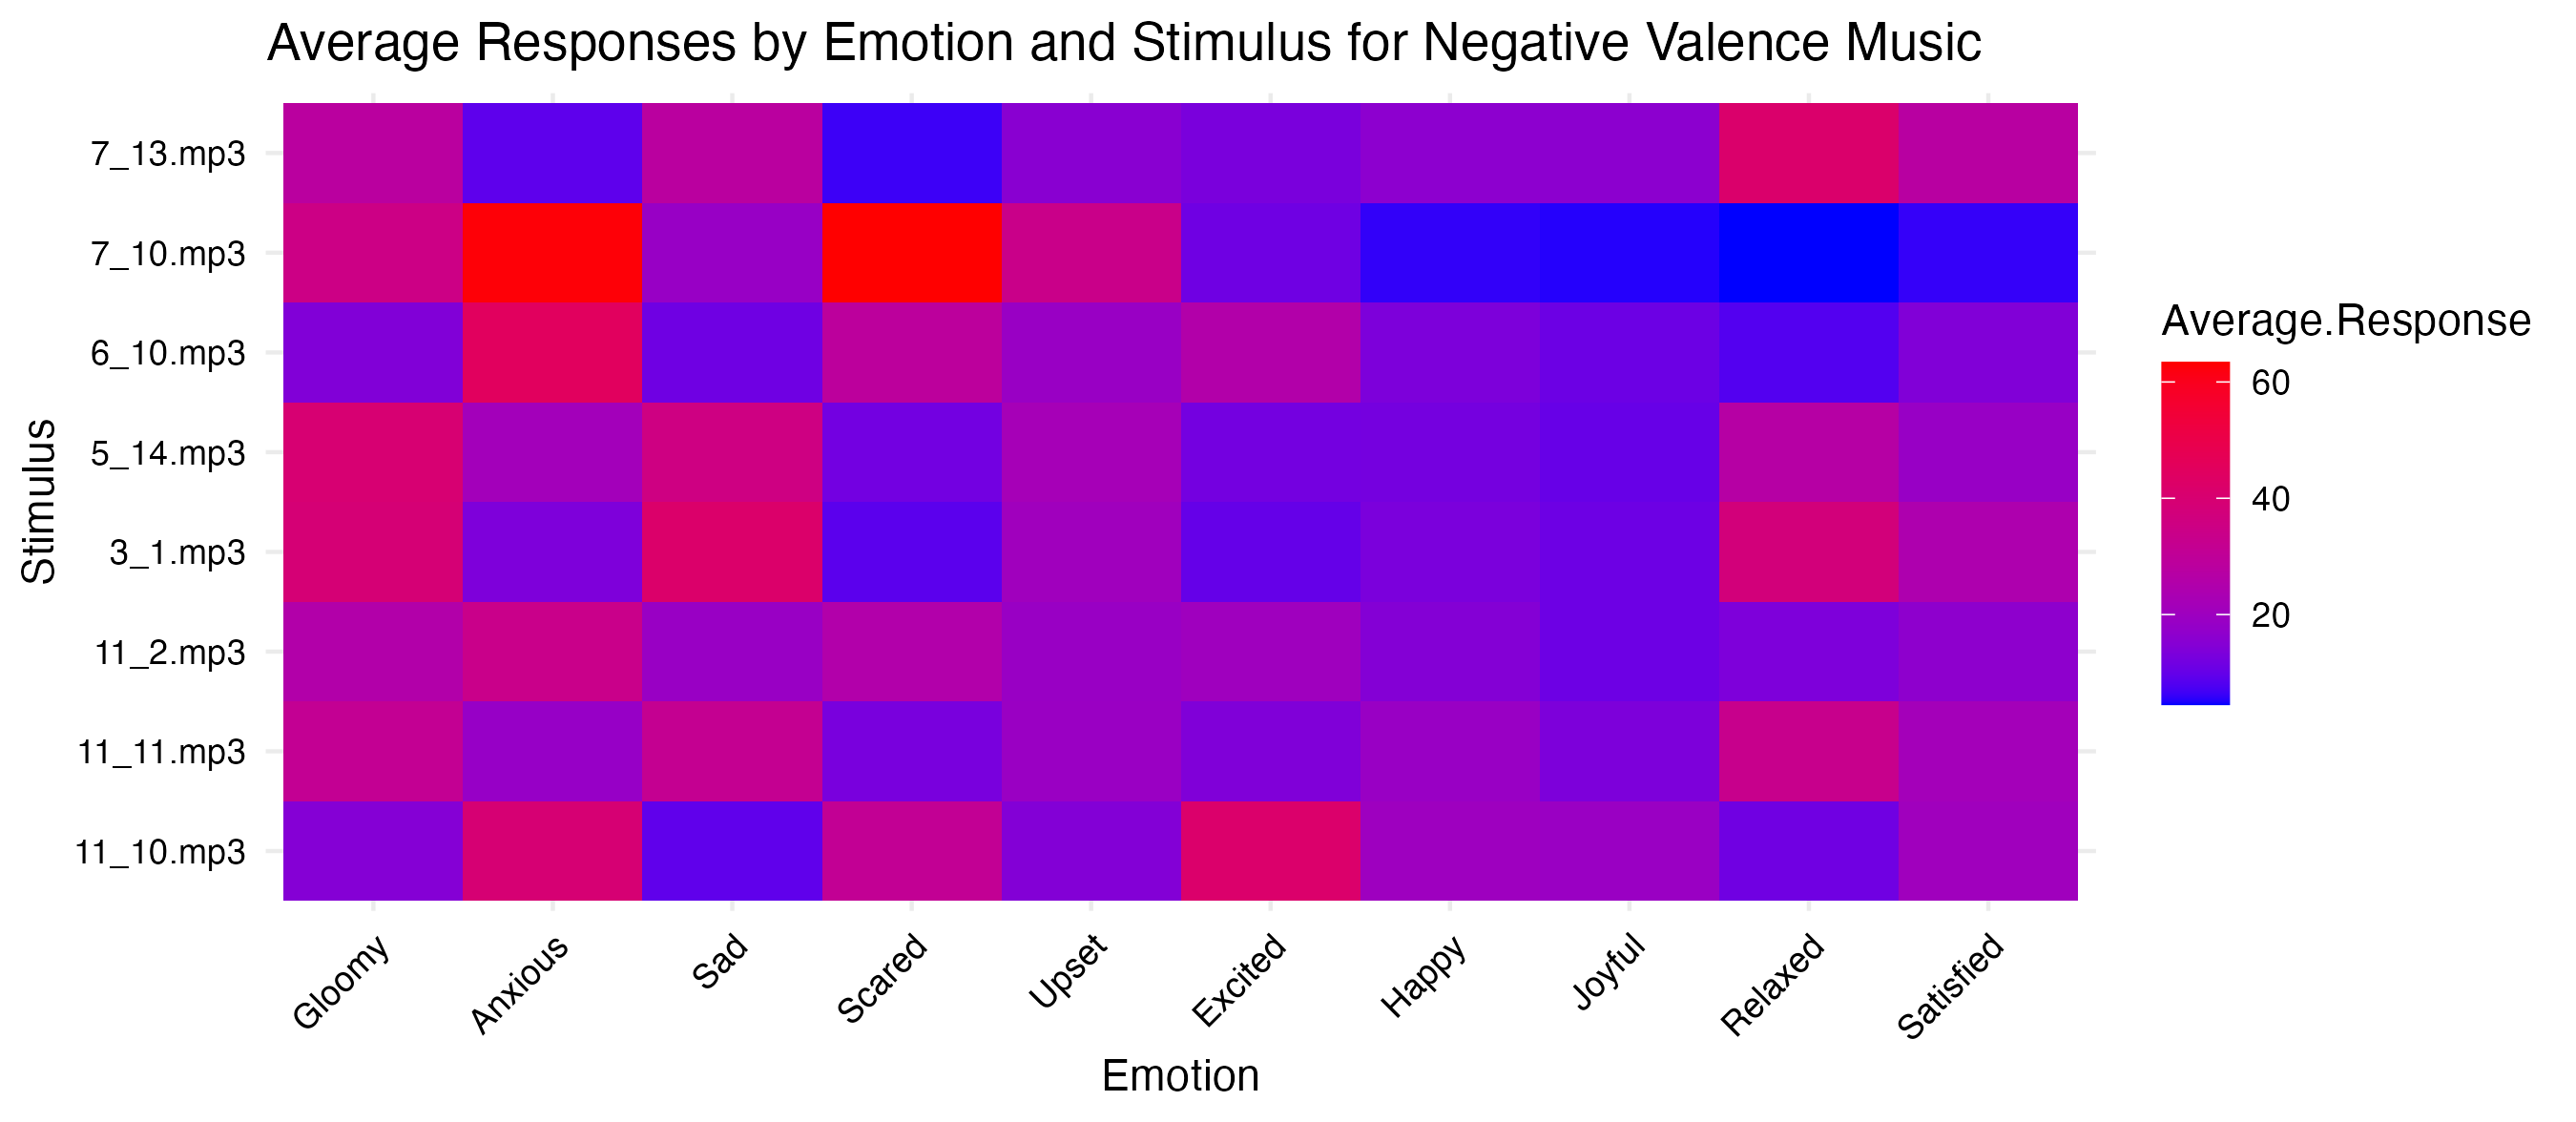 Average Responses by Emotion and Stimulus for Negative Valence Music
Stimulus
7_13.mp3
7_10.mp3
6_10.mp3
5_14.mp3
3_1.mp3
11_2.mp3
11_11.mp3
11_10.mp3
Gloomy
Anxious
Sad
Scared
Upset
Excited
Happy
Joyful
Relaxed
Satisfied
Emotion
Average.Response
60
40
20